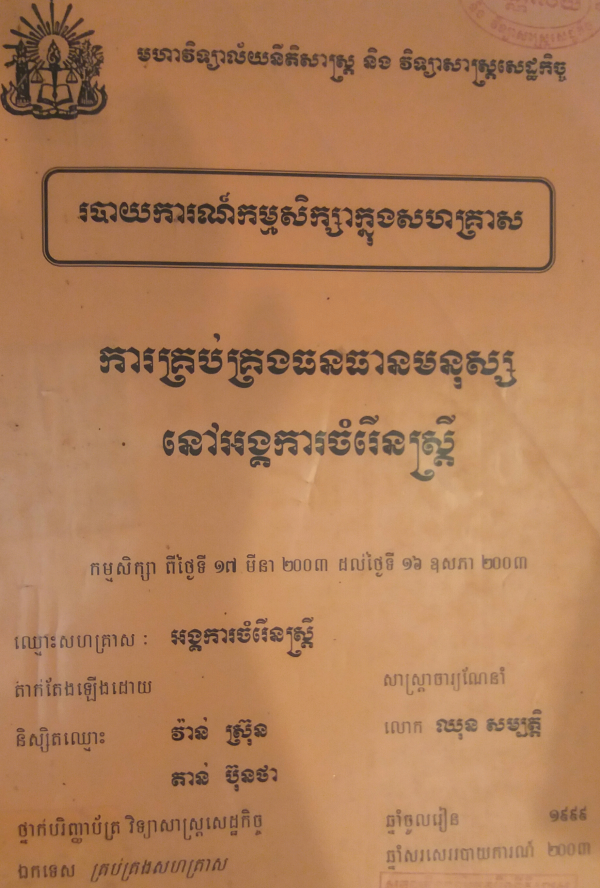 មហាវិទ្យាល័យនីតិសាស្ត្រ និង វិទ្យាសាស្ត្រសេដ្ឋកិច្ច
របាយការណ៍កម្មសិក្សាក្នុងសហគ្រាស
ការគ្រប់គ្រងធនធានមនុស្ស
នៅអង្គការចំរើនស្ត្រី
កម្មសិក្សា ពីថ្ងៃទី ១៧ មីនា ២០០៣ ដល់ថ្ងៃទី ១៦ ឧសភា ២០០៣
ឈ្មោះសហគ្រាស : អង្គការចំរើនស្ត្រី
តាក់តែងឡើងដោយ សាស្ត្រាចារ្យណែនាំ
និស្សិតឈ្មោះ វ៉ាន់ ស្រ៊ុន លោក ឈុន សម្បត្តិ
តាន់ ប៊ុនថា
ថ្នាក់បរិញ្ញាប័ត្រ វិទ្យាសាស្ត្រសេដ្ឋកិច្ច ឆ្នាំចូលរៀន ១៩៩៩
ឯកទេស គ្រប់គ្រងសហគ្រាស ឆ្នាំសរសេររបាយការណ៍ ២០០៣